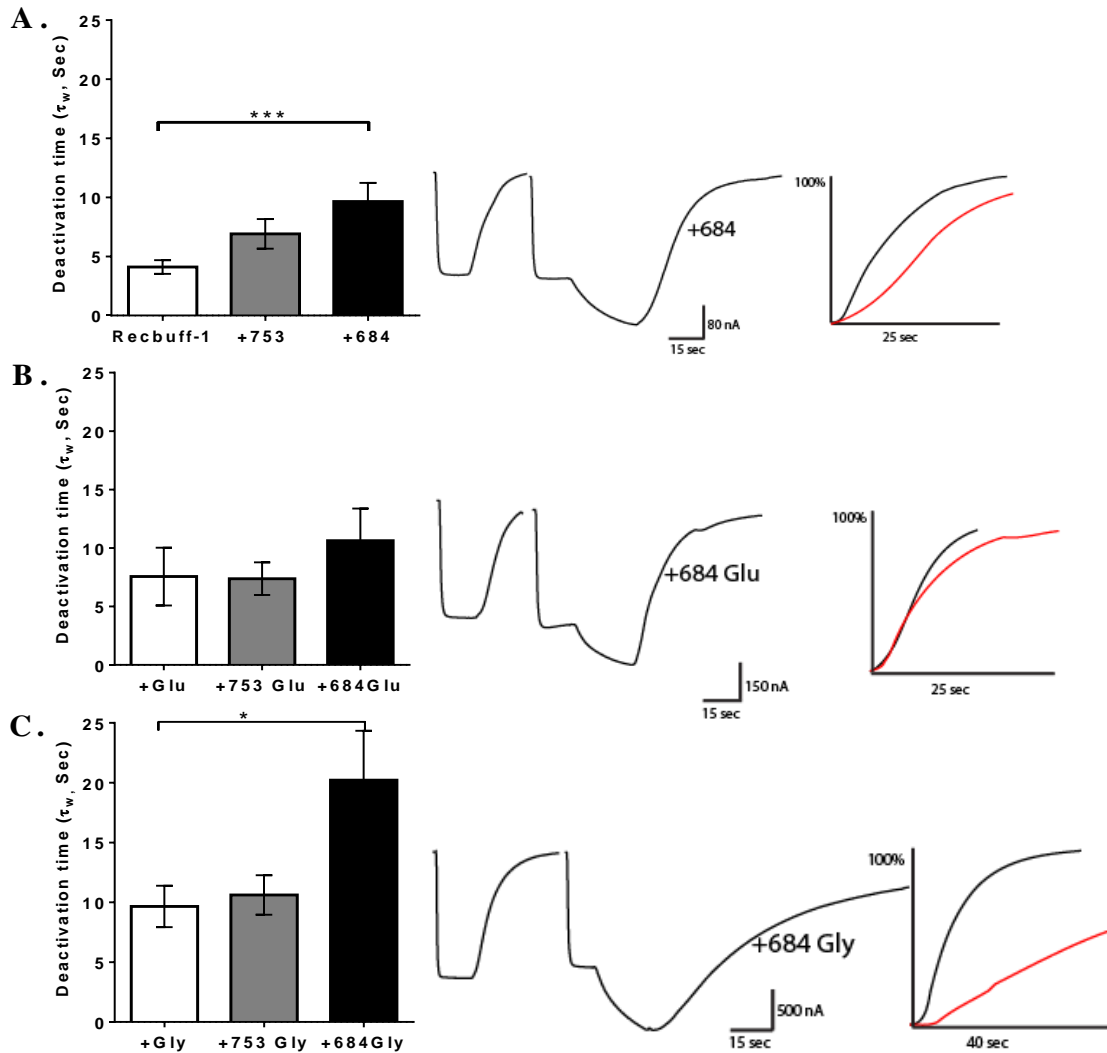 A.
Deactivation time (τw, Sec)
25
20
15
10
5
0
***
Recbuff-1 +753 +684
+684
80 nA
15 sec
100%
25 sec
B.
Deactivation time (τw, Sec)
25
20
15
10
5
0
+Glu +753 Glu +684Glu
+684 Glu
150 nA
15 sec
100%
25 sec
C.
Deactivation time (τw, Sec)
25
20
15
10
5
0
*
+Gly +753 Gly +684Gly
+684 Gly
500 nA
15 sec
100%
40 sec